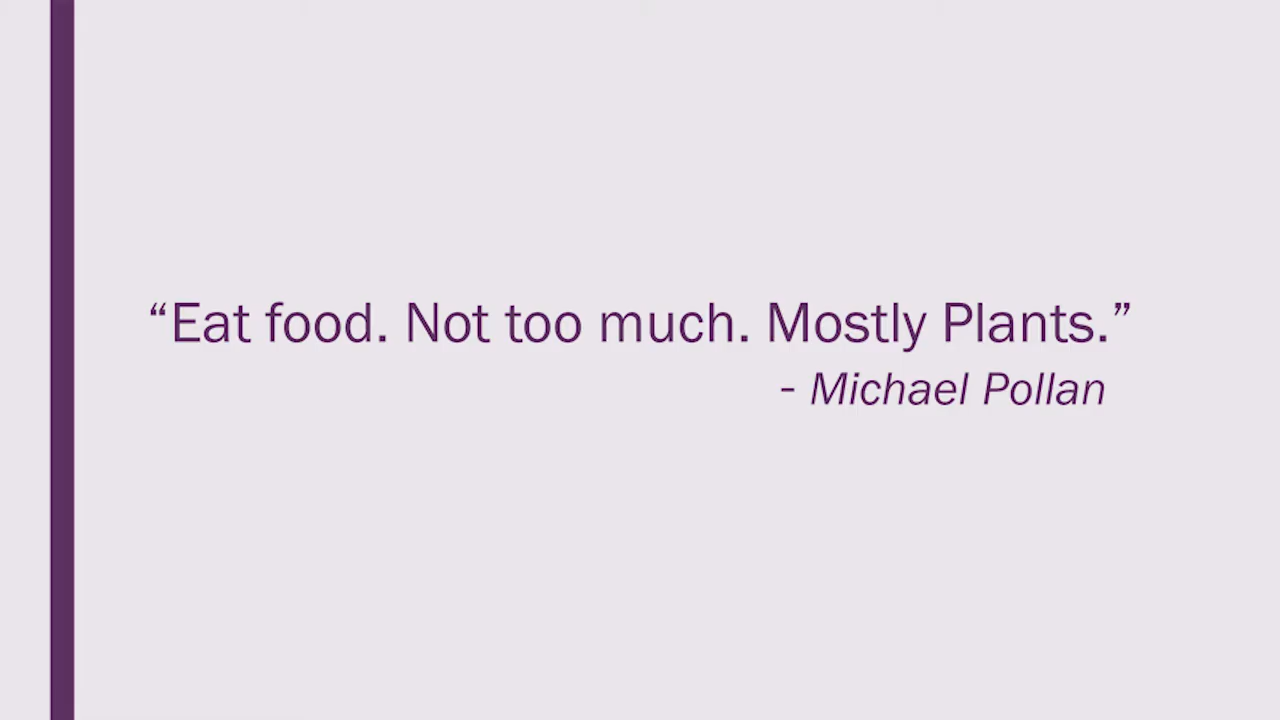 “Eat food. Not too much. Mostly Plants.”
- Michael Pollan